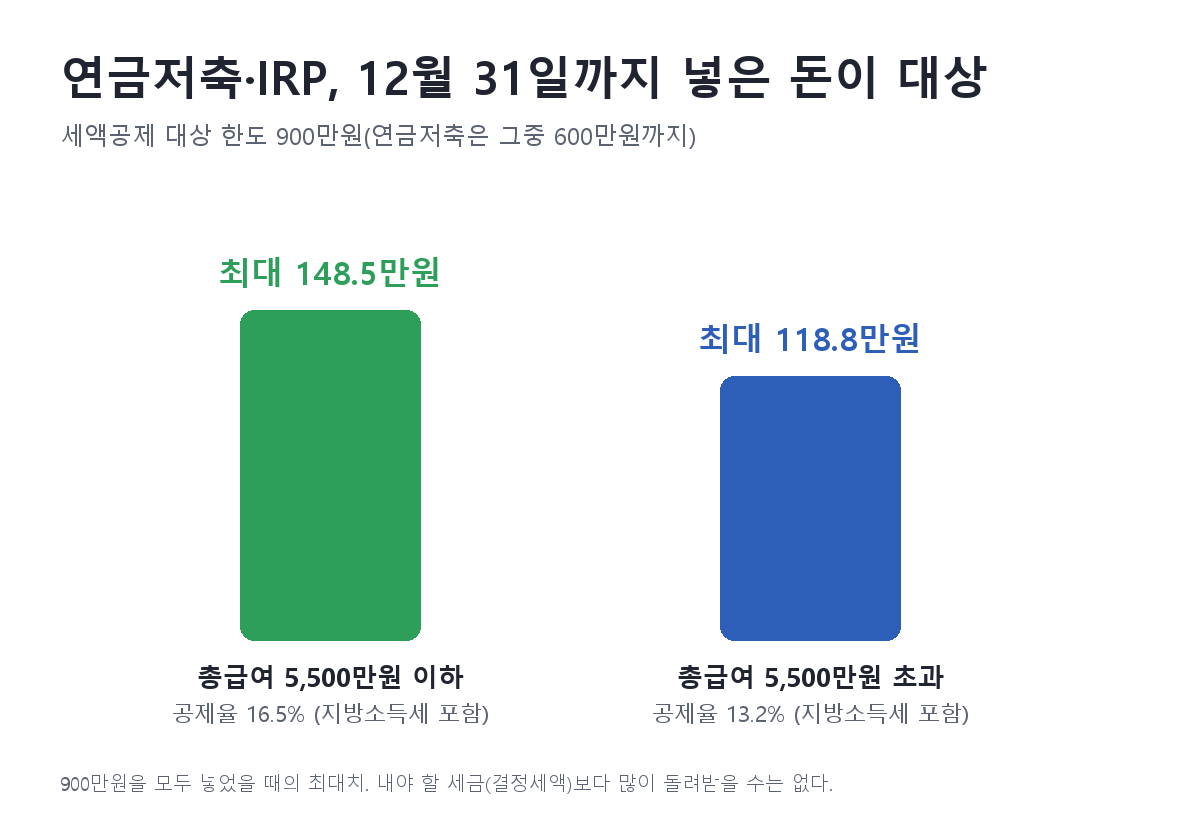 연금저축·IRP, 12월 31일까지 넣은 돈이 대상
세액공제 대상 한도 900만원(연금저축은 그중 600만원까지)
최대 148.5만원
최대 118.8만원
총급여 5,500만원 이하
총급여 5,500만원 초과
공제율 16.5% (지방소득세 포함)
공제율 13.2% (지방소득세 포함)
900만원을 모두 넣었을 때의 최대치. 내야 할 세금(결정세액)보다 많이 돌려받을 수는 없다.